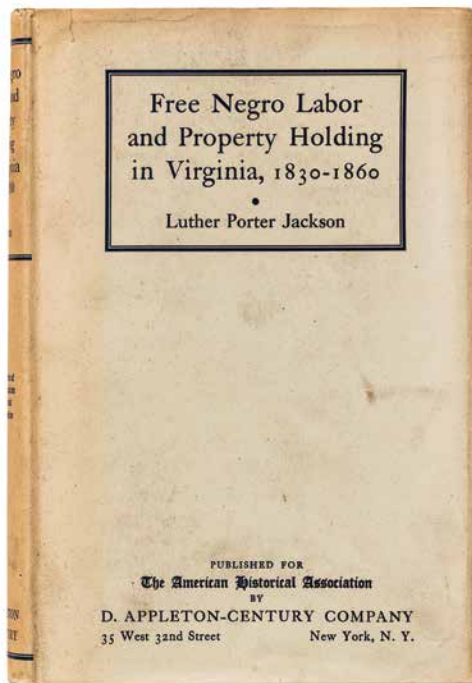 Free Negro Labor
and Property Holding
in Virginia, 1830-1860
•
Luther Porter Jackson
PUBLISHED FOR
The American Historical Association
BY
D. APPLETON-CENTURY COMPANY
35 West 32nd Street New York, N. Y.